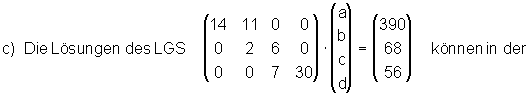 c) Die Lösungen des LGS (14 11 0 0; 0 2 6 0; 0 0 7 30) · (a; b; c; d) = (390; 68; 56) können in der